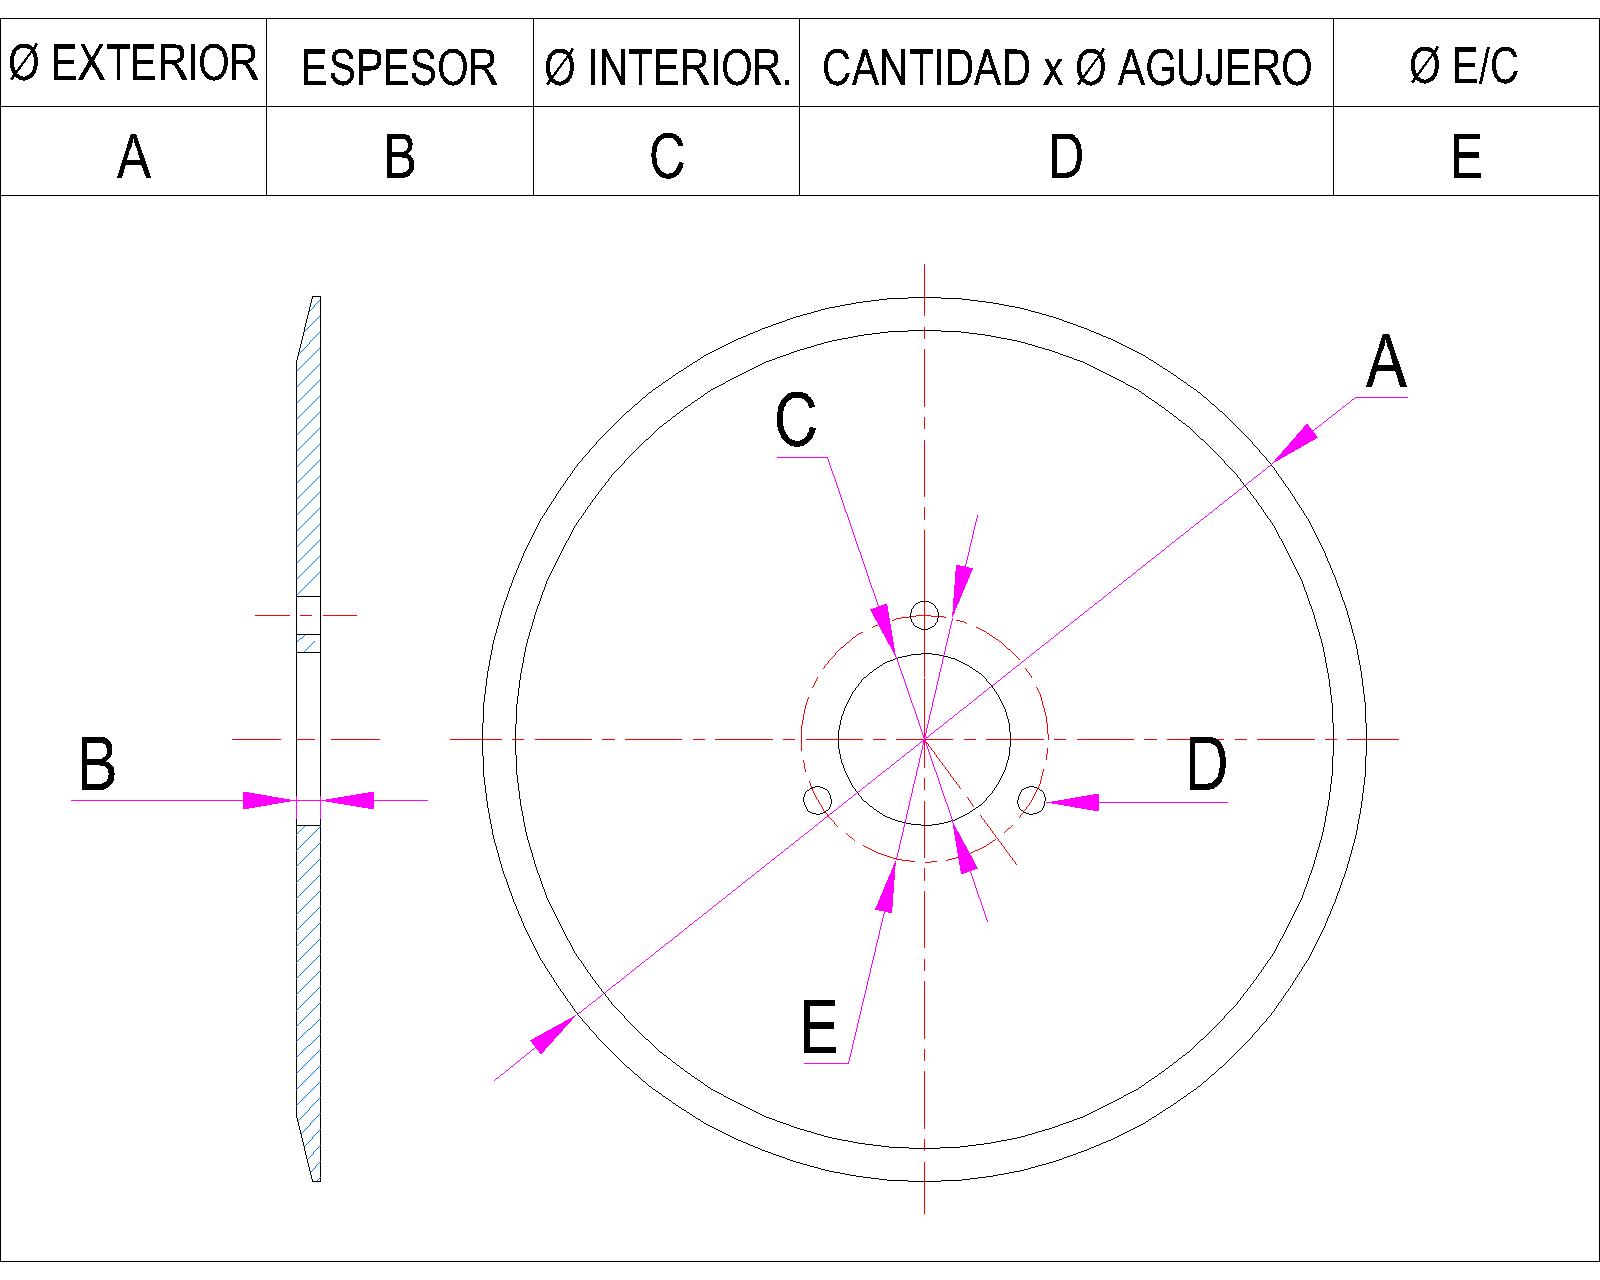 Ø EXTERIOR ESPESOR Ø INTERIOR. CANTIDAD x Ø AGUJERO Ø E/C
A B C D E
A
C
B
D
E